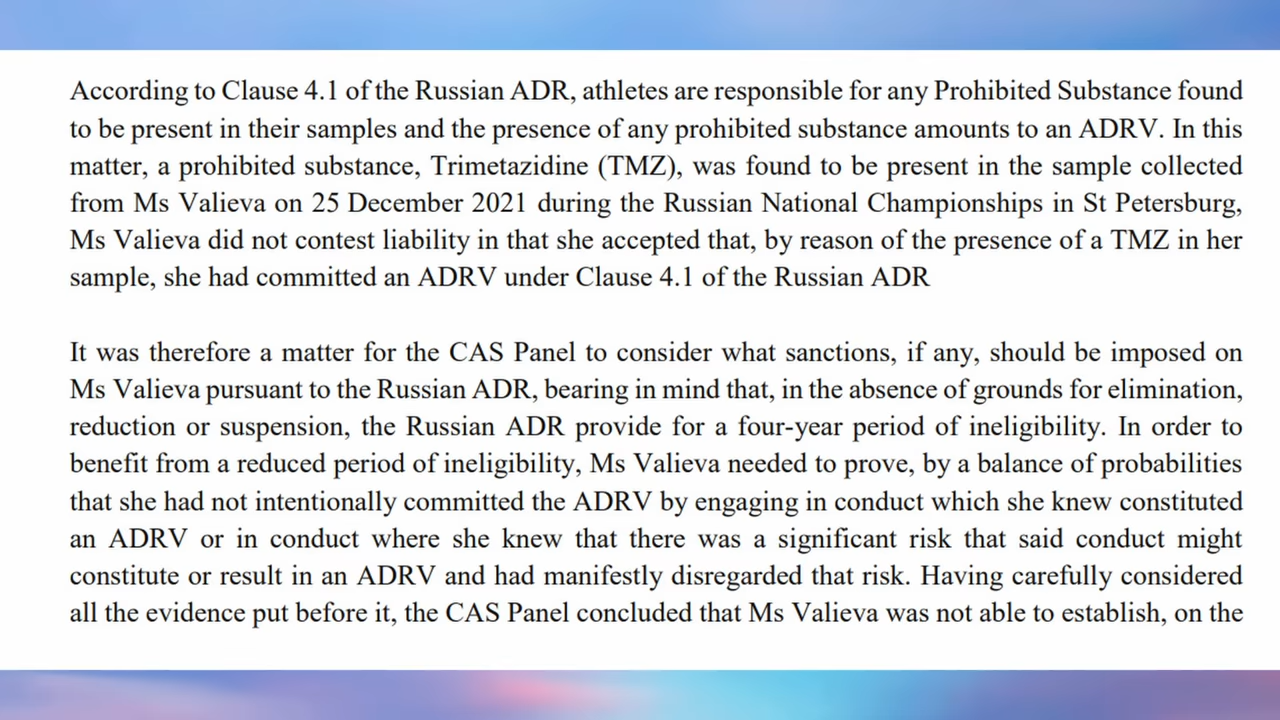 According to Clause 4.1 of the Russian ADR, athletes are responsible for any Prohibited Substance found
to be present in their samples and the presence of any prohibited substance amounts to an ADRV. In this
matter, a prohibited substance, Trimetazidine (TMZ), was found to be present in the sample collected
from Ms Valieva on 25 December 2021 during the Russian National Championships in St Petersburg,
Ms Valieva did not contest liability in that she accepted that, by reason of the presence of a TMZ in her
sample, she had committed an ADRV under Clause 4.1 of the Russian ADR
It was therefore a matter for the CAS Panel to consider what sanctions, if any, should be imposed on
Ms Valieva pursuant to the Russian ADR, bearing in mind that, in the absence of grounds for elimination,
reduction or suspension, the Russian ADR provide for a four-year period of ineligibility. In order to
benefit from a reduced period of ineligibility, Ms Valieva needed to prove, by a balance of probabilities
that she had not intentionally committed the ADRV by engaging in conduct which she knew constituted
an ADRV or in conduct where she knew that there was a significant risk that said conduct might
constitute or result in an ADRV and had manifestly disregarded that risk. Having carefully considered
all the evidence put before it, the CAS Panel concluded that Ms Valieva was not able to establish, on the